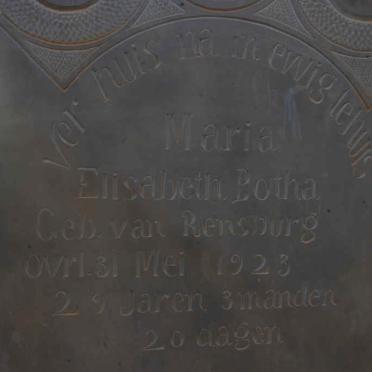 ver huis na n ewig tehuis
Maria
Elisabeth Botha
Geb. van Rensburg
Ovrl. 31 Mei 1923
29 Jaren 3 manden
20 dagen